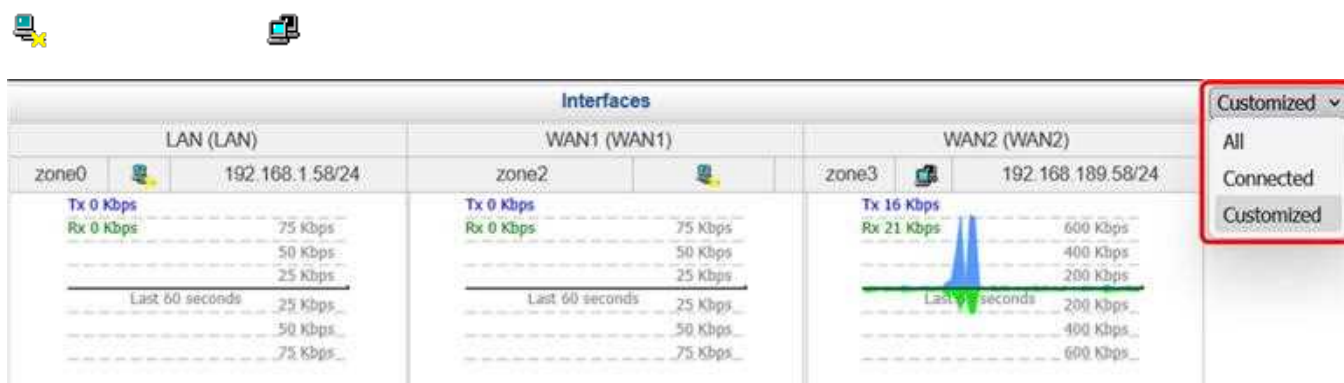 Interfaces
Customized
LAN (LAN)
WAN1 (WAN1)
WAN2 (WAN2)
All
Connected
Customized
zone0
192.168.1.58/24
zone2
zone3
192.168.189.58/24
Tx 0 Kbps
Rx 0 Kbps
75 Kbps
50 Kbps
25 Kbps
Last 60 seconds
25 Kbps
50 Kbps
75 Kbps
Tx 0 Kbps
Rx 0 Kbps
75 Kbps
50 Kbps
25 Kbps
Last 60 seconds
25 Kbps
50 Kbps
75 Kbps
Tx 16 Kbps
Rx 21 Kbps
600 Kbps
400 Kbps
200 Kbps
Last 60 seconds
200 Kbps
400 Kbps
600 Kbps